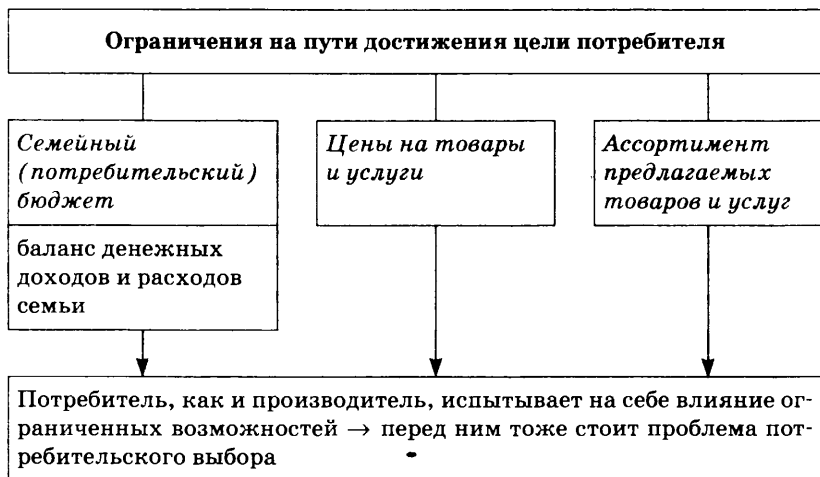 Ограничения на пути достижения цели потребителя
Семейный
(потребительский)
бюджет
баланс денежных
доходов и расходов
семьи
Цены на товары
и услуги
Ассортимент
предлагаемых
товаров и услуг
Потребитель, как и производитель, испытывает на себе влияние ог-
раниченных возможностей → перед ним тоже стоит проблема пот-
ребительского выбора